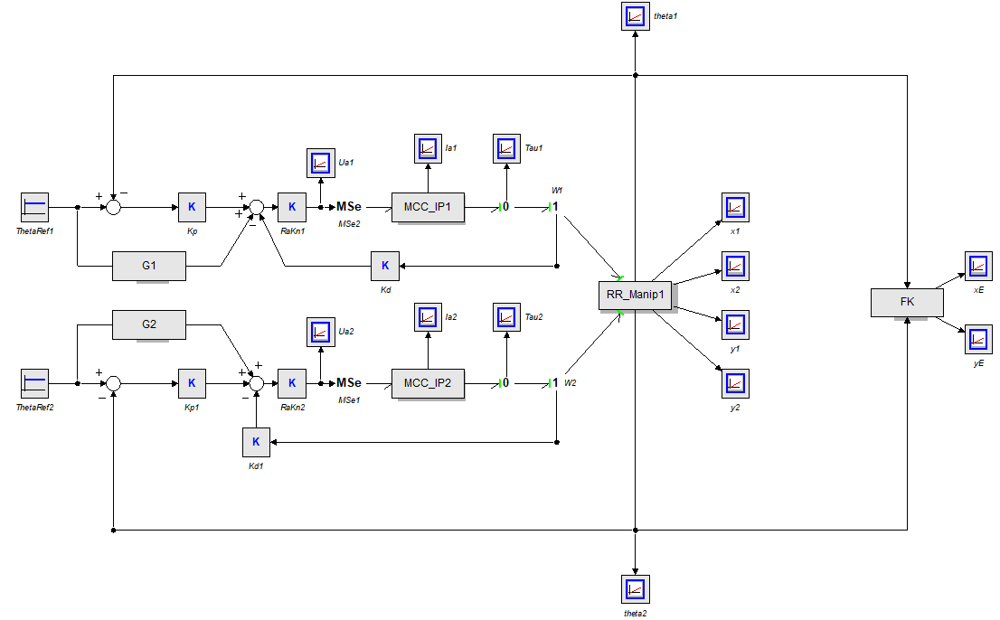 theta1
Ua1
Ia1
Tau1
W1
+
−
ThetaRef1
K
Kp
+
+
−
K
RaKn1
MSe
MSe2
MCC_IP1
0
1
x1
G1
K
Kd
x2
RR_Manip1
FK
xE
yE
y1
G2
Ua2
Ia2
Tau2
+
−
ThetaRef2
K
Kp1
+
+
−
K
RaKn2
MSe
MSe1
MCC_IP2
0
1
W2
y2
K
Kd1
theta2